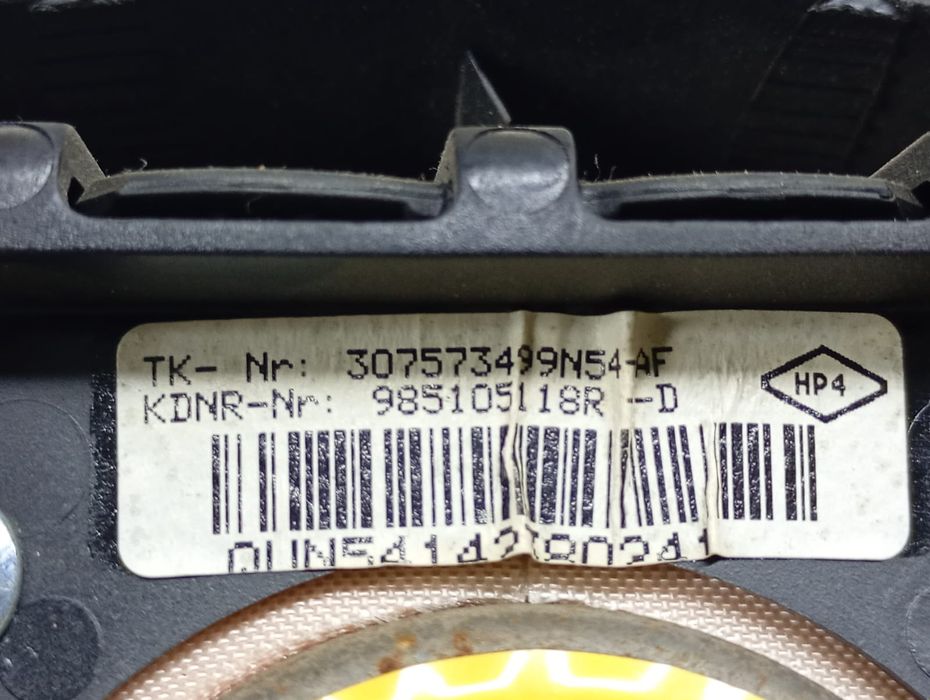 TK- Nr: 307573499N54-AF
KDNR-Nr: 985105118R -D
HP4